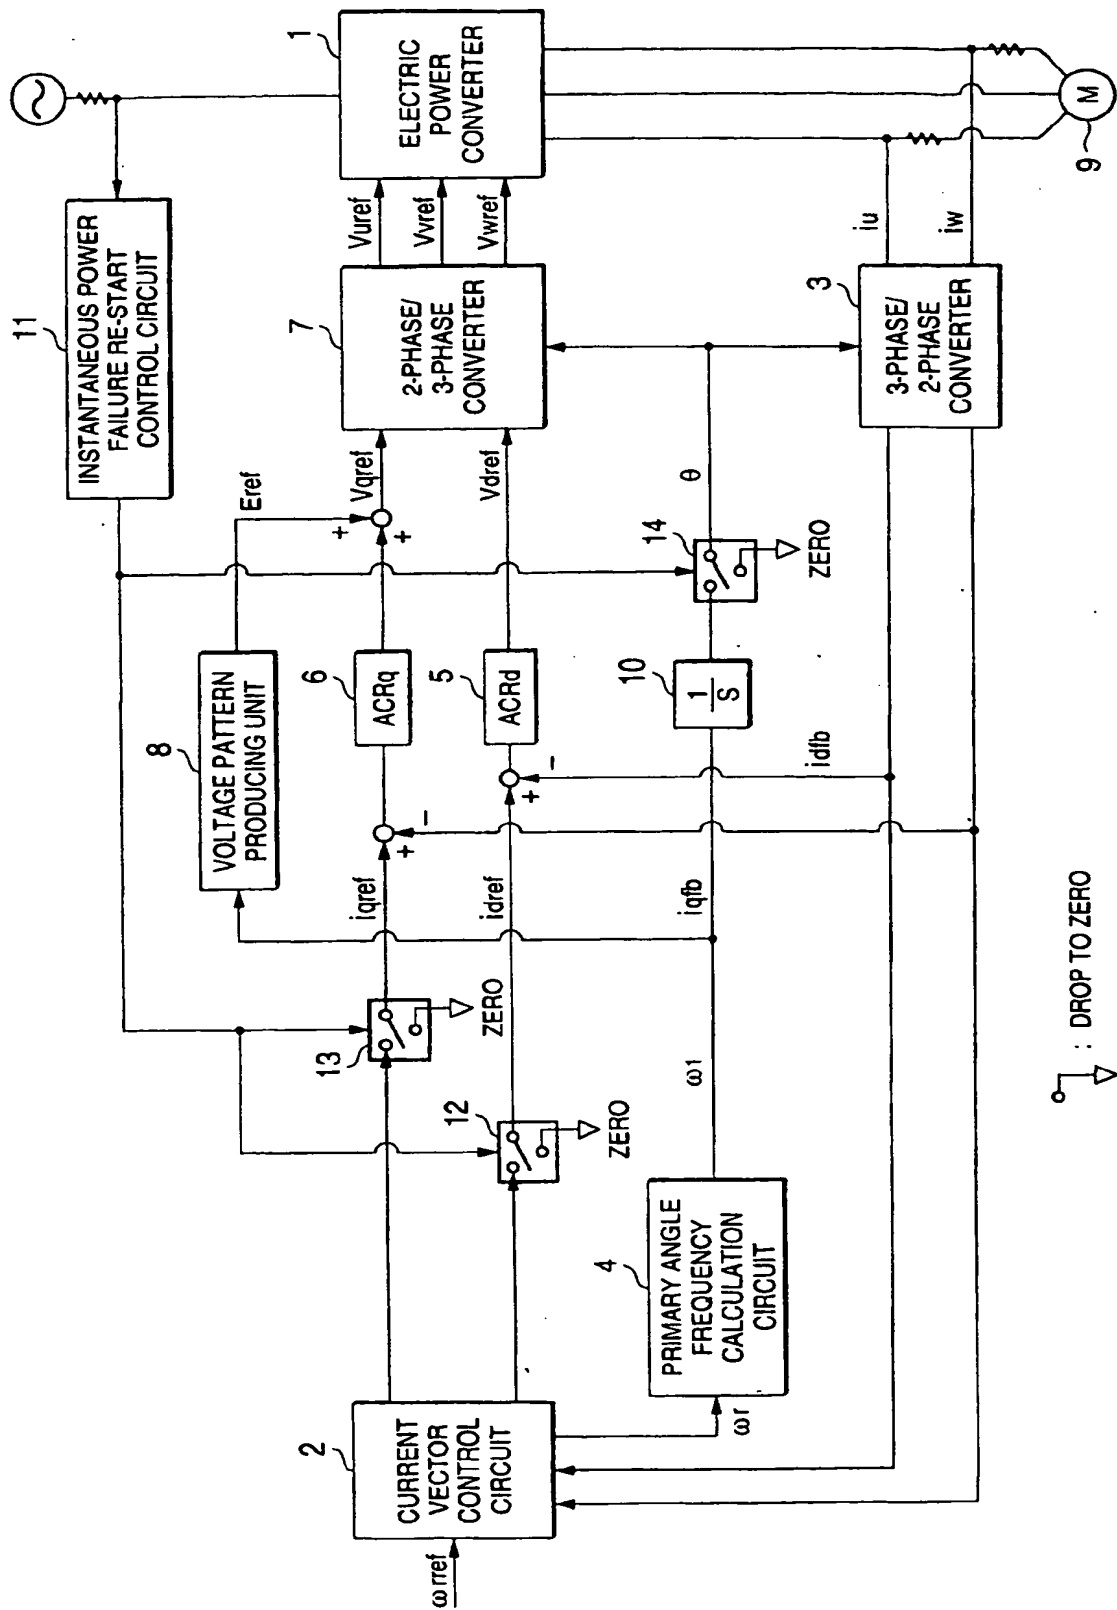 11
INSTANTANEOUS POWER
FAILURE RE-START
CONTROL CIRCUIT
1
ELECTRIC
POWER
CONVERTER
8
VOLTAGE PATTERN
PRODUCING UNIT
Eref
7
2-PHASE/
3-PHASE
CONVERTER
Vuref
Vvref
Vwref
13
ZERO
iqref
+
-
6
ACRq
+
+
Vqref
2
CURRENT
VECTOR
CONTROL
CIRCUIT
ωrref
12
ZERO
idref
+
-
5
ACRd
Vdref
4
PRIMARY ANGLE
FREQUENCY
CALCULATION
CIRCUIT
ωr
ω1
iqfb
10
1
S
14
ZERO
θ
idfb
3
3-PHASE/
2-PHASE
CONVERTER
iu
iw
M
9
: DROP TO ZERO